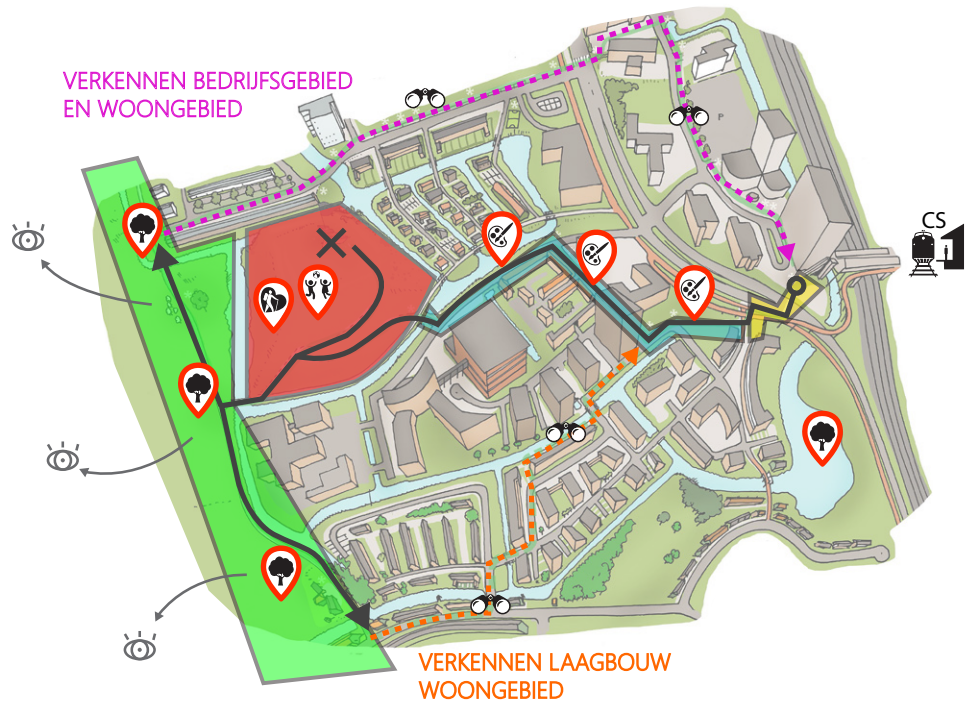 VERKENNEN BEDRIJFSGEBIED
EN WOONGEBIED
P
CS
VERKENNEN LAAGBOUW
WOONGEBIED